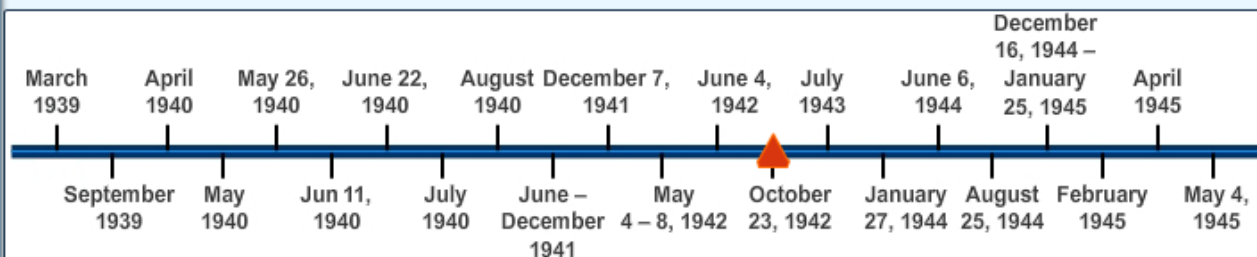 March
1939
April
1940
May 26,
1940
June 22,
1940
August
1940
December 7,
1941
June 4,
1942
July
1943
June 6,
1944
December
16, 1944 –
January
25, 1945
April
1945
September
1939
May
1940
Jun 11,
1940
July
1940
June –
December
1941
May
4 – 8, 1942
October
23, 1942
January
27, 1944
August
25, 1944
February
1945
May 4,
1945